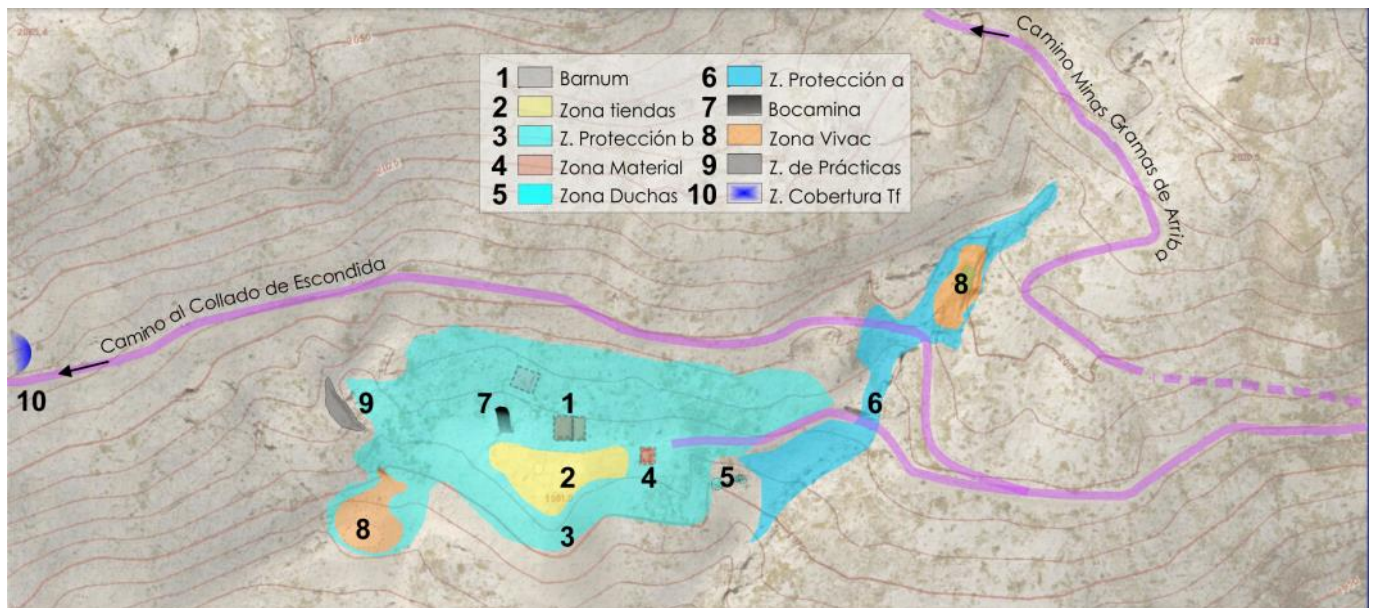 1 Barnum
2 Zona tiendas
3 Z. Protección b
4 Zona Material
5 Zona Duchas
6 Z. Protección a
7 Bocamina
8 Zona Vivac
9 Z. de Prácticas
10 Z. Cobertura Tf
Camino Minas Gramas de Arriba
Camino al Collado de Escondida
8
10
9
7
1
6
2
4
5
8
3